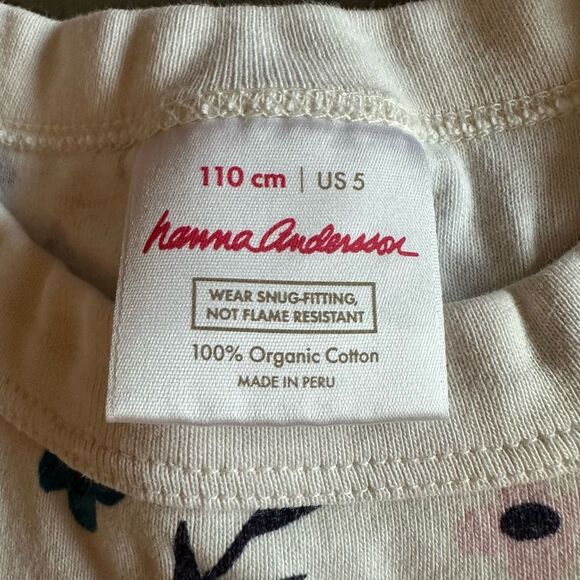 110 cm | US 5
hanna Andersson
WEAR SNUG-FITTING,
NOT FLAME RESISTANT
100% Organic Cotton
MADE IN PERU